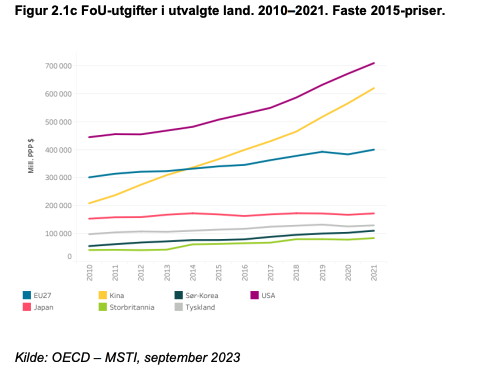 Figur 2.1c FoU-utgifter i utvalgte land. 2010–2021. Faste 2015-priser.
Mill. PPP $
700 000
600 000
500 000
400 000
300 000
200 000
100 000
0
2010 2011 2012 2013 2014 2015 2016 2017 2018 2019 2020 2021
EU27 Kina Sør-Korea USA
Japan Storbritannia Tyskland
Kilde: OECD – MSTI, september 2023